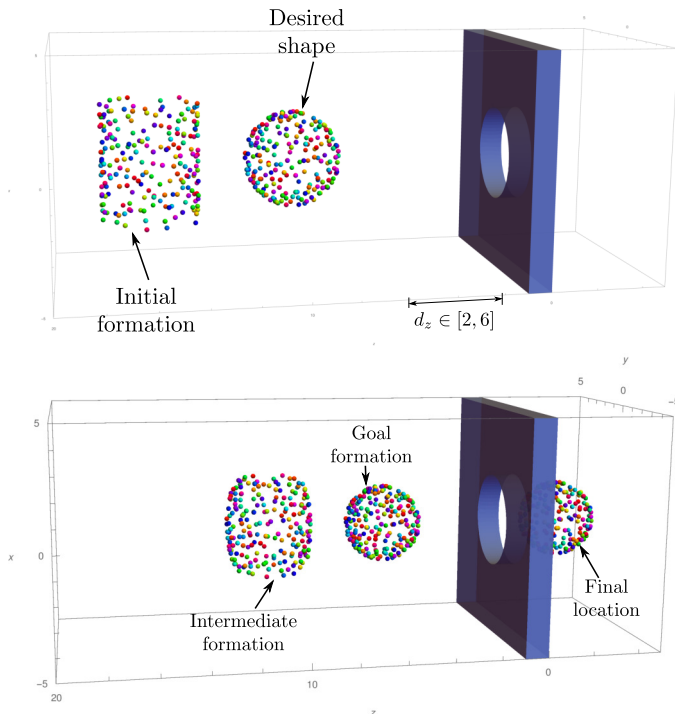 Desired
shape
Initial
formation
d_z ∈ [2, 6]
y
5
0
5
Goal
formation
x
0
Final
location
Intermediate
formation
−5
20
10
0
z